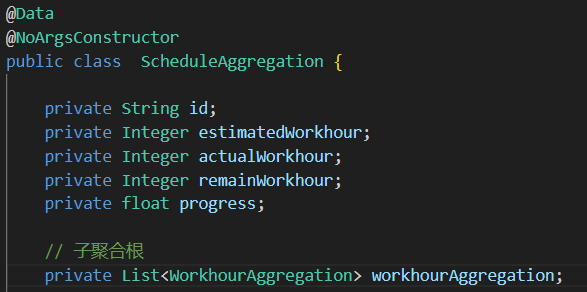 @Data
@NoArgsConstructor
public class  ScheduleAggregation {
private String id;
private Integer estimatedWorkhour;
private Integer actualWorkhour;
private Integer remainWorkhour;
private float progress;
// 子聚合根
private List<WorkhourAggregation> workhourAggregation;